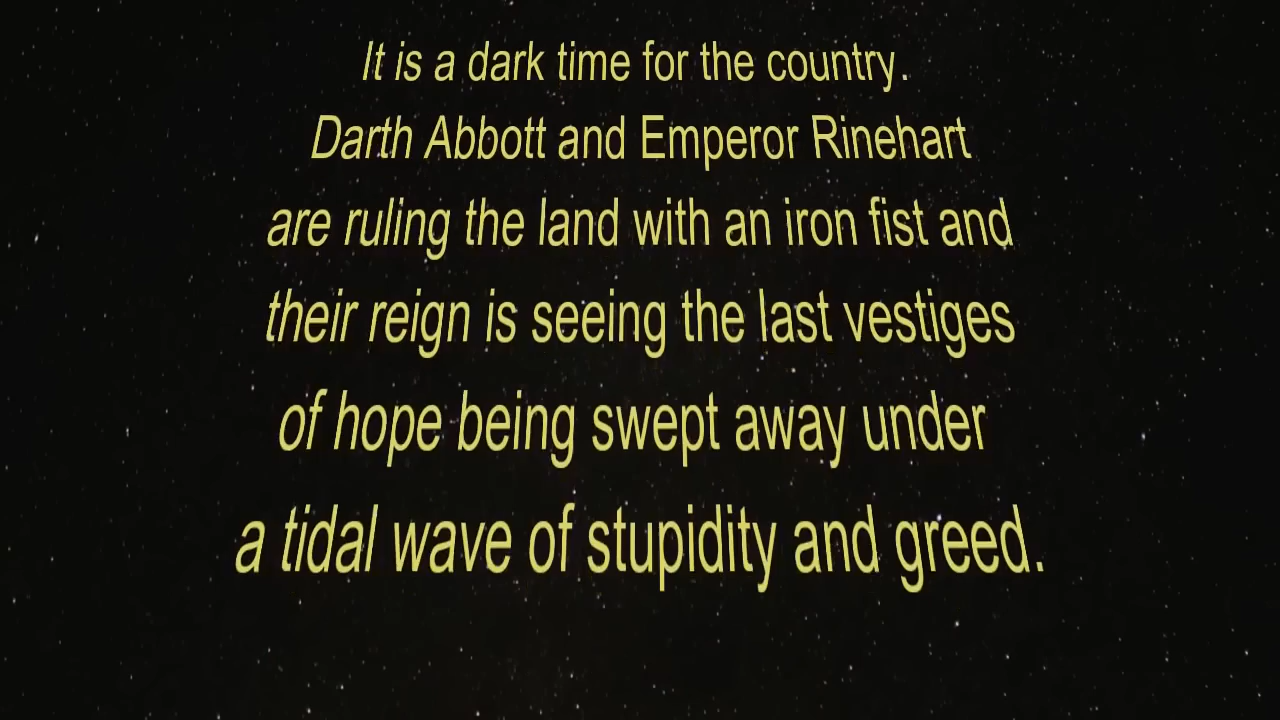 It is a dark time for the country.
Darth Abbott and Emperor Rinehart
are ruling the land with an iron fist and
their reign is seeing the last vestiges
of hope being swept away under
a tidal wave of stupidity and greed.